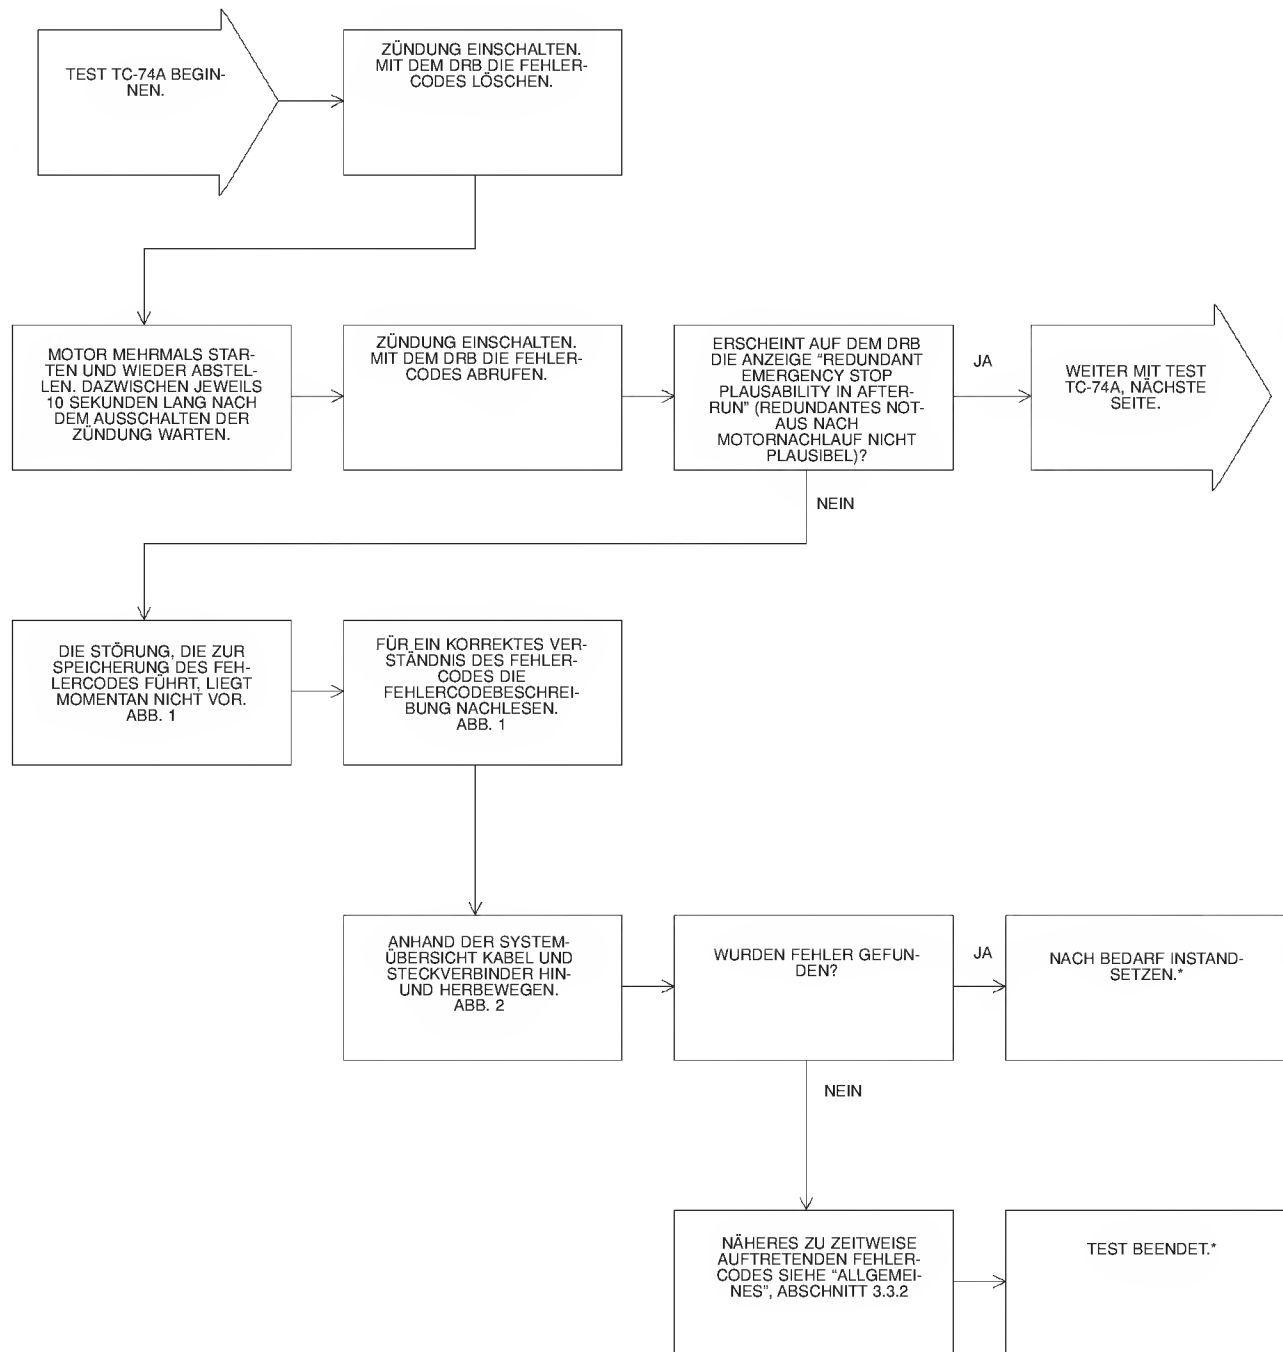 TEST TC-74A BEGIN-
NEN.
ZÜNDUNG EINSCHALTEN.
MIT DEM DRB DIE FEHLER-
CODES LÖSCHEN.
MOTOR MEHRMALS STAR-
TEN UND WIEDER ABSTEL-
LEN. DAZWISCHEN JEWEILS
10 SEKUNDEN LANG NACH
DEM AUSSCHALTEN DER
ZÜNDUNG WARTEN.
ZÜNDUNG EINSCHALTEN.
MIT DEM DRB DIE FEHLER-
CODES ABRUFEN.
ERSCHEINT AUF DEM DRB
DIE ANZEIGE “REDUNDANT
EMERGENCY STOP
PLAUSABILITY IN AFTER-
RUN” (REDUNDANTES NOT-
AUS NACH
MOTORNACHLAUF NICHT
PLAUSIBEL)?
JA
WEITER MIT TEST
TC-74A, NÄCHSTE
SEITE.
NEIN
DIE STÖRUNG, DIE ZUR
SPEICHERUNG DES FEH-
LERCODES FÜHRT, LIEGT
MOMENTAN NICHT VOR.
ABB. 1
FÜR EIN KORREKTES VER-
STÄNDNIS DES FEHLER-
CODES DIE
FEHLERCODEBESCHREI-
BUNG NACHLESEN.
ABB. 1
ANHAND DER SYSTEM-
ÜBERSICHT KABEL UND
STECKVERBINDER HIN-
UND HERBEWEGEN.
ABB. 2
WURDEN FEHLER GEFUN-
DEN?
JA
NACH BEDARF INSTAND-
SETZEN.*
NEIN
NÄHERES ZU ZEITWEISE
AUFTRETENDEN FEHLER-
CODES SIEHE “ALLGEMEI-
NES”, ABSCHNITT 3.3.2
TEST BEENDET.*